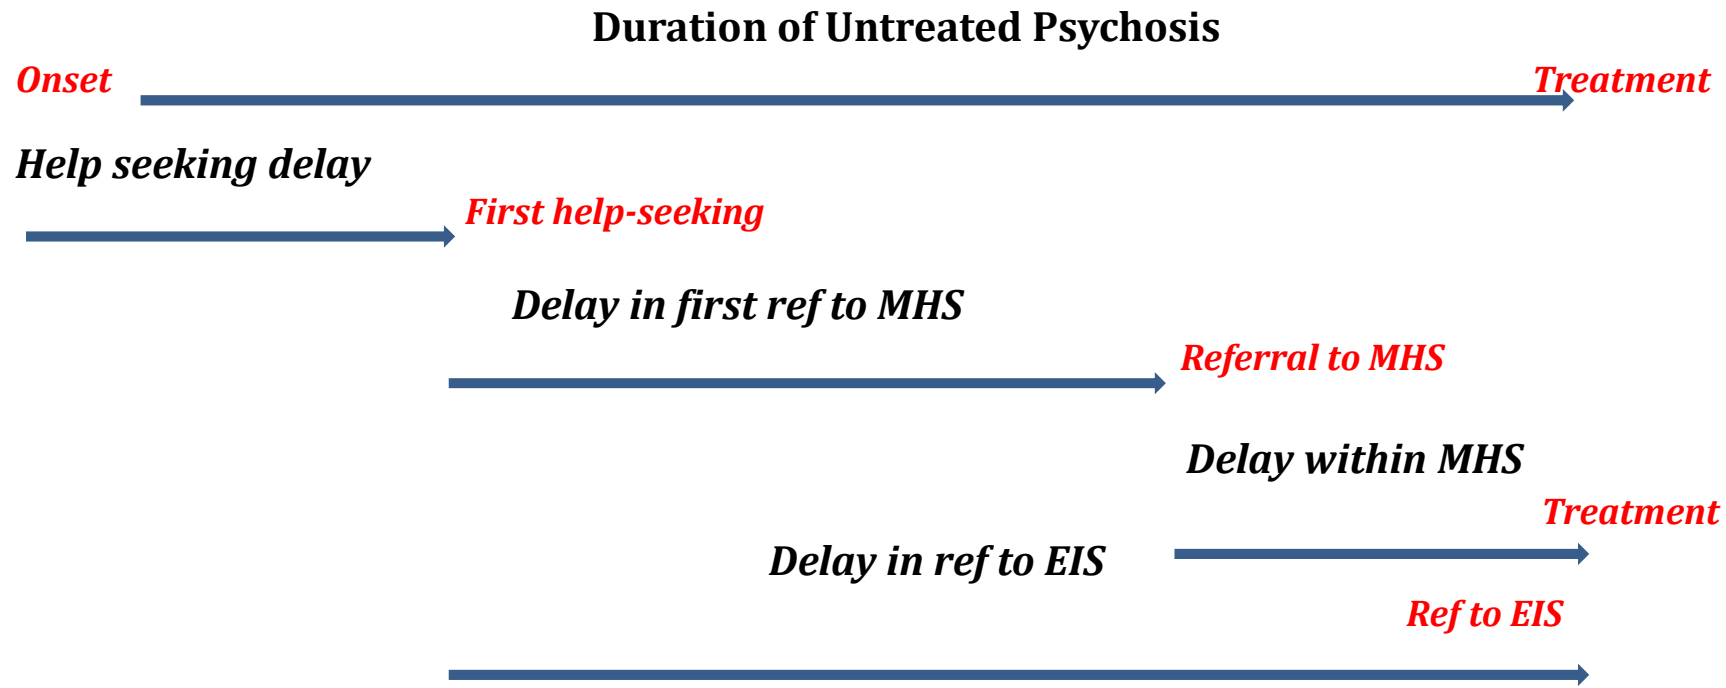 Duration of Untreated Psychosis
Onset
Treatment
Help seeking delay
First help-seeking
Delay in first ref to MHS
Referral to MHS
Delay within MHS
Treatment
Delay in ref to EIS
Ref to EIS